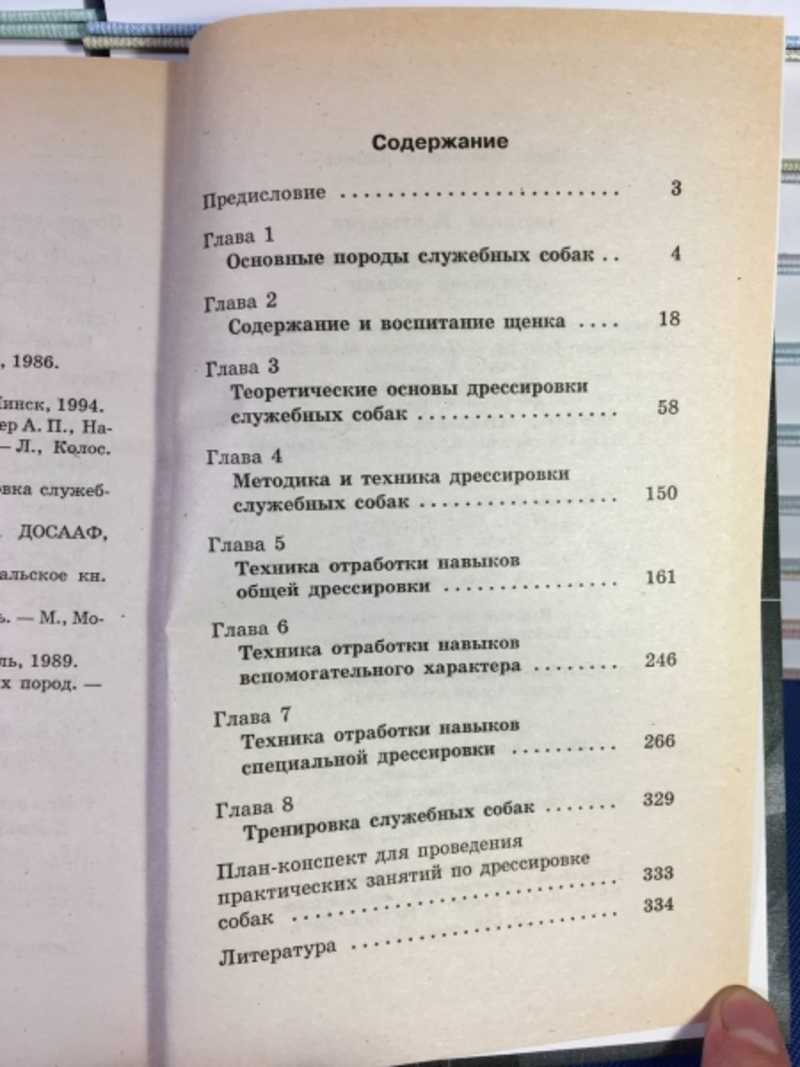 , 1986.
Минск, 1994.
ер А. П., На-
— Л., Колос.
вка служеб-
ДОСААФ,
альское кн.
ь. — М., Мо-
ль, 1989.
х пород. —
Содержание
Предисловие . . . . . . . . . . . . . . . . . . . . . . . . 3
Глава 1
Основные породы служебных собак . . 4
Глава 2
Содержание и воспитание щенка . . . . 18
Глава 3
Теоретические основы дрессировки
служебных собак . . . . . . . . . . . . . . . . . . 58
Глава 4
Методика и техника дрессировки
служебных собак . . . . . . . . . . . . . . . . . . 150
Глава 5
Техника отработки навыков
общей дрессировки . . . . . . . . . . . . . . . . 161
Глава 6
Техника отработки навыков
вспомогательного характера . . . . . . . . 246
Глава 7
Техника отработки навыков
специальной дрессировки . . . . . . . . . . 266
Глава 8
Тренировка служебных собак . . . . . . . 329
План-конспект для проведения
практических занятий по дрессировке
собак . . . . . . . . . . . . . . . . . . . . . . . . . . . . 333
Литература . . . . . . . . . . . . . . . . . . . . . . . 334